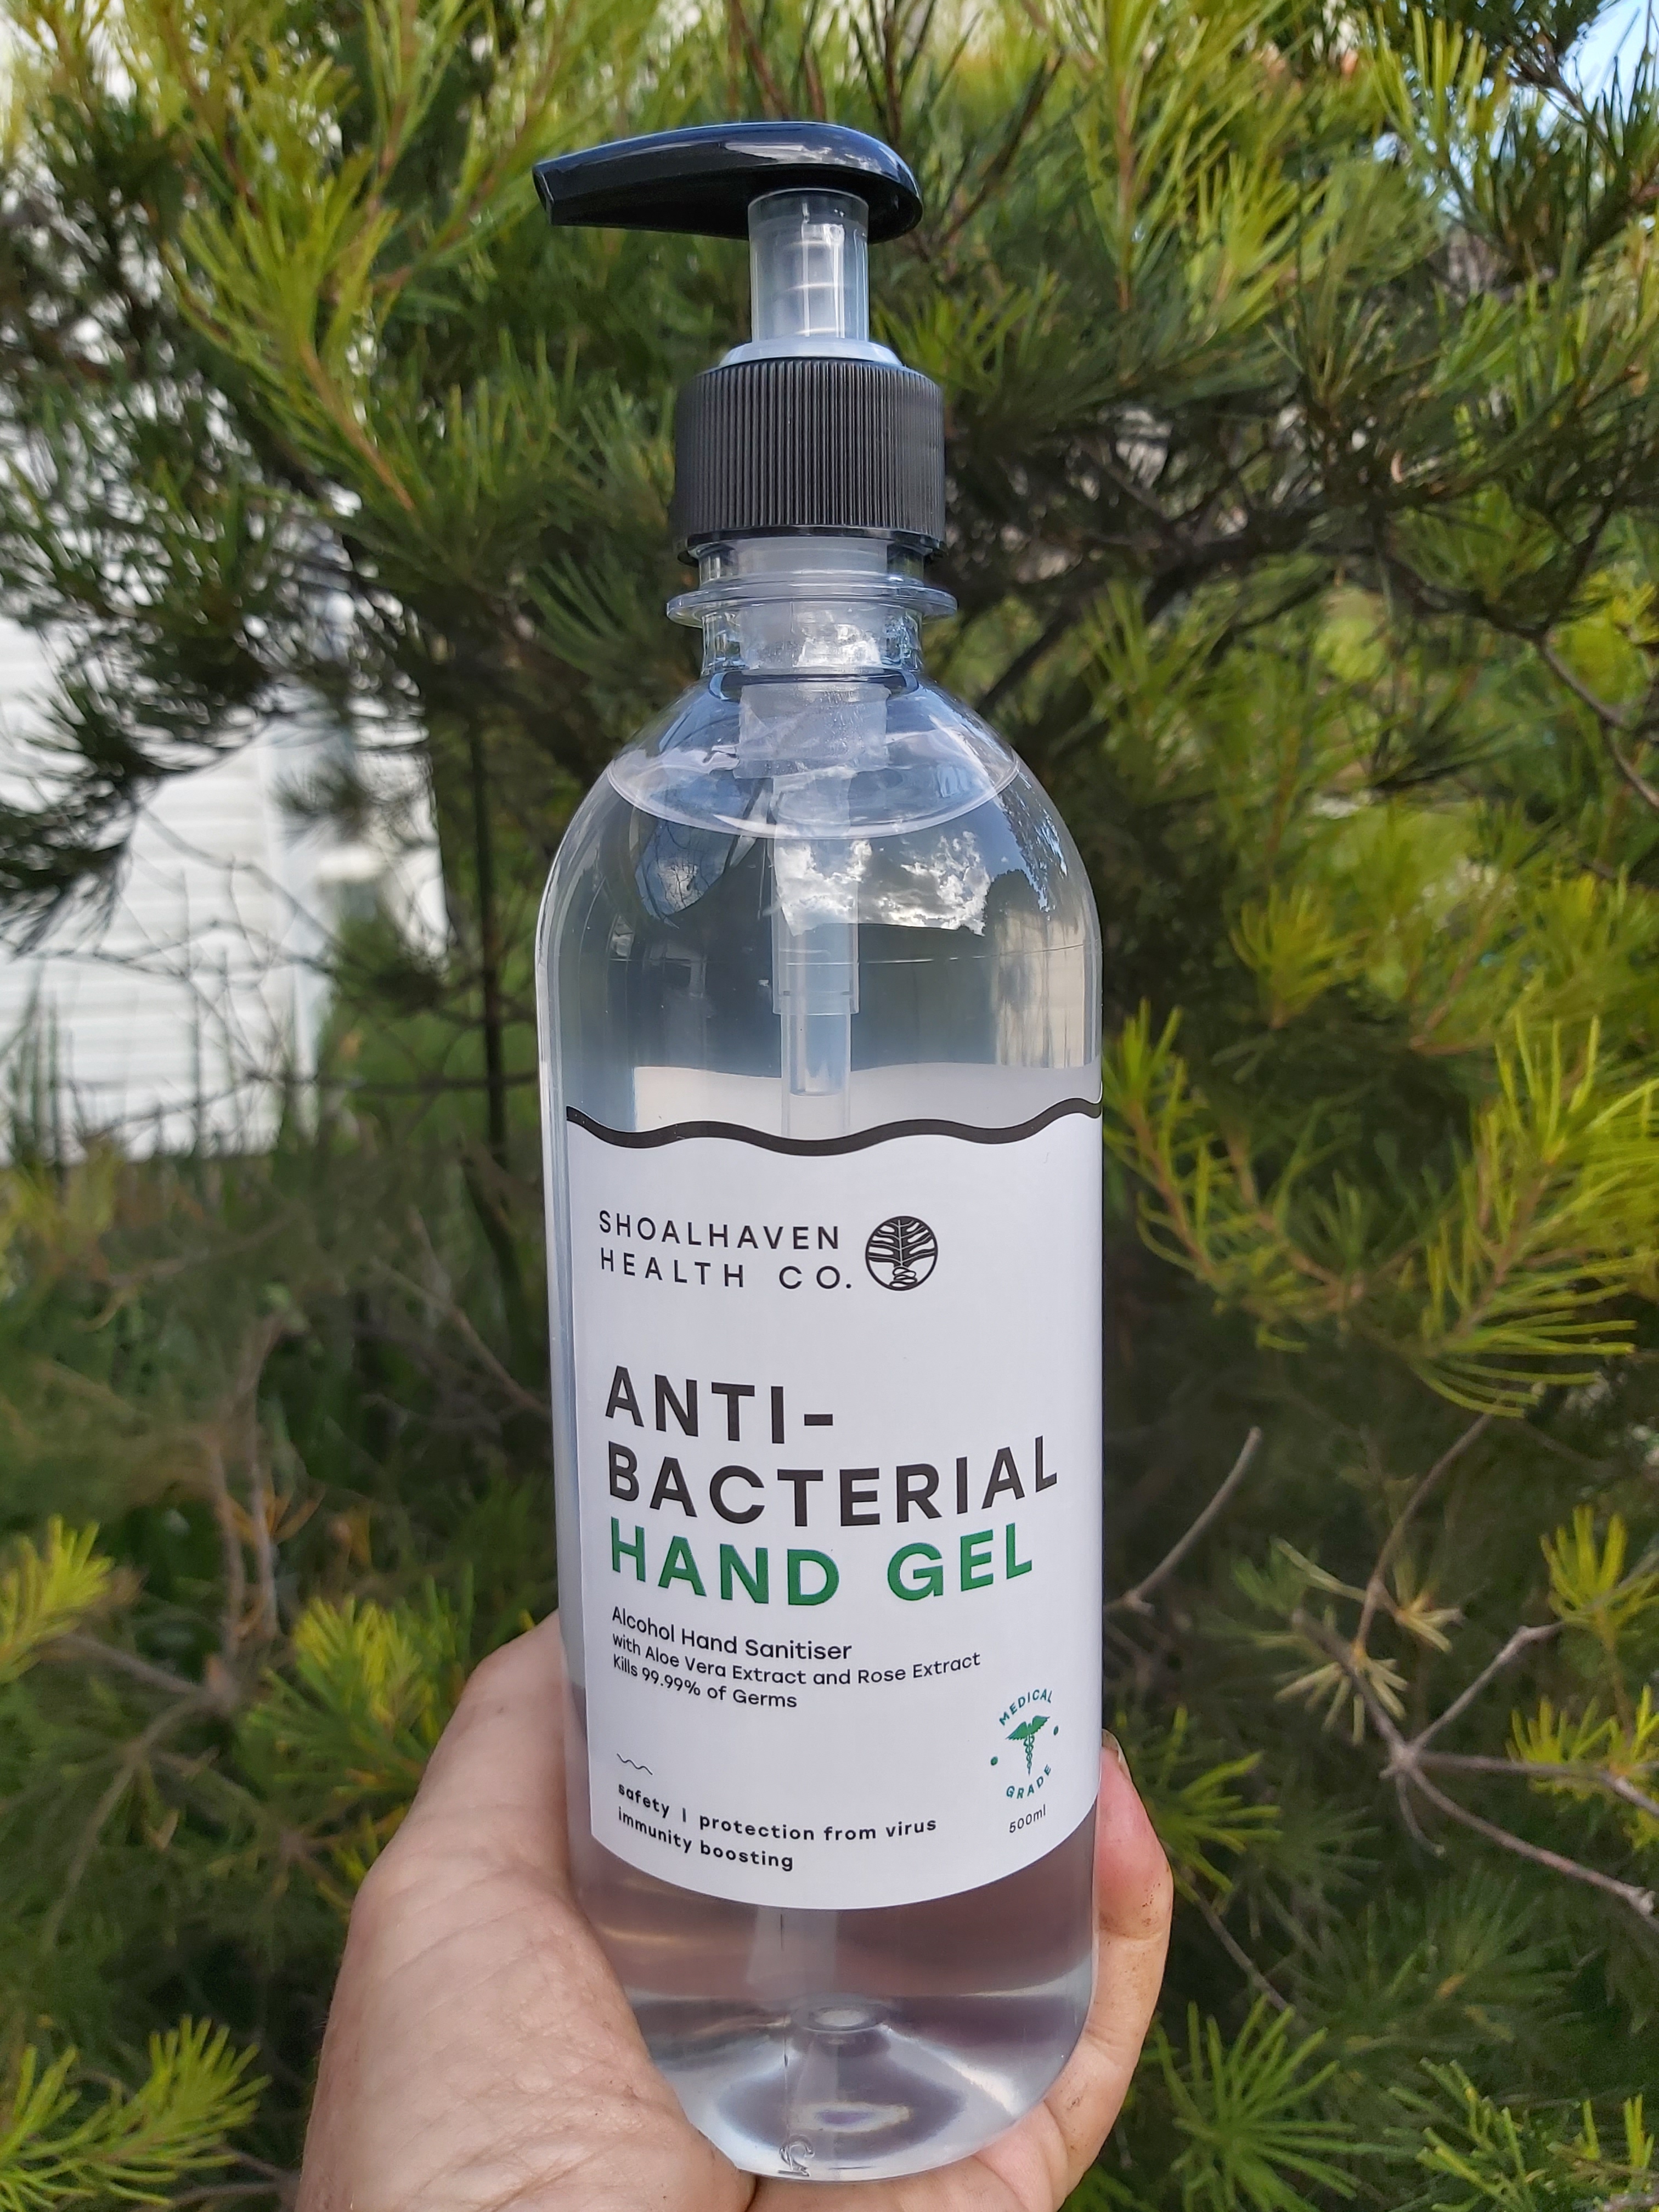 SHOALHAVEN
HEALTH CO.
ANTI-
BACTERIAL
HAND GEL
Alcohol Hand Sanitiser
with Aloe Vera Extract and Rose Extract
Kills 99.99% of Germs
MEDICAL
GRADE
500ml
safety | protection from virus
immunity boosting